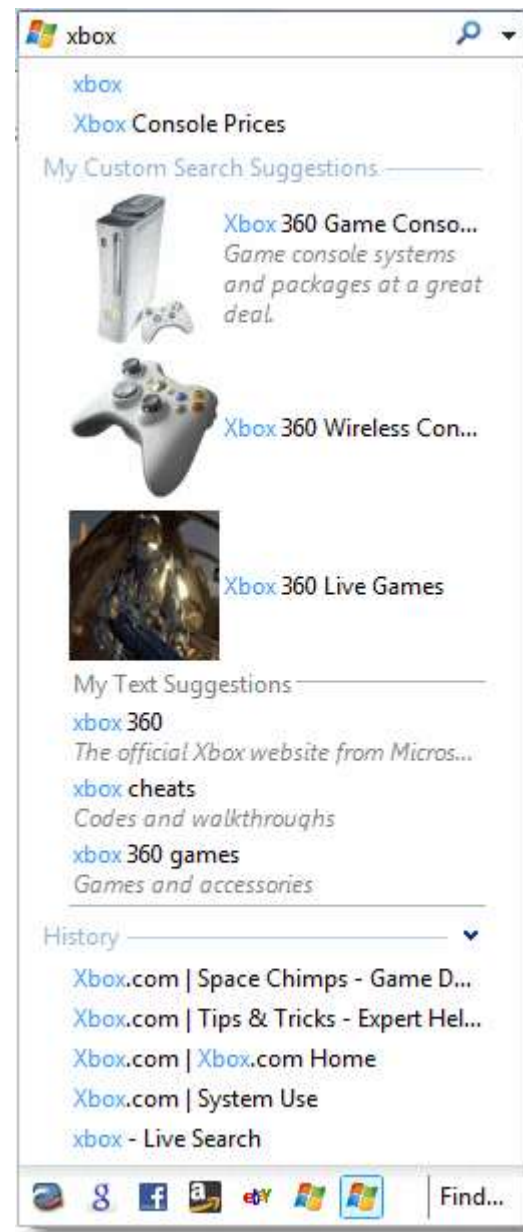 xbox
xbox
Xbox Console Prices
My Custom Search Suggestions
Xbox 360 Game Conso...
Game console systems
and packages at a great
deal.
Xbox 360 Wireless Con...
Xbox 360 Live Games
My Text Suggestions
xbox 360
The official Xbox website from Micros...
xbox cheats
Codes and walkthroughs
xbox 360 games
Games and accessories
History
Xbox.com | Space Chimps - Game D...
Xbox.com | Tips & Tricks - Expert Hel...
Xbox.com | Xbox.com Home
Xbox.com | System Use
xbox - Live Search
g f a ebY Find...